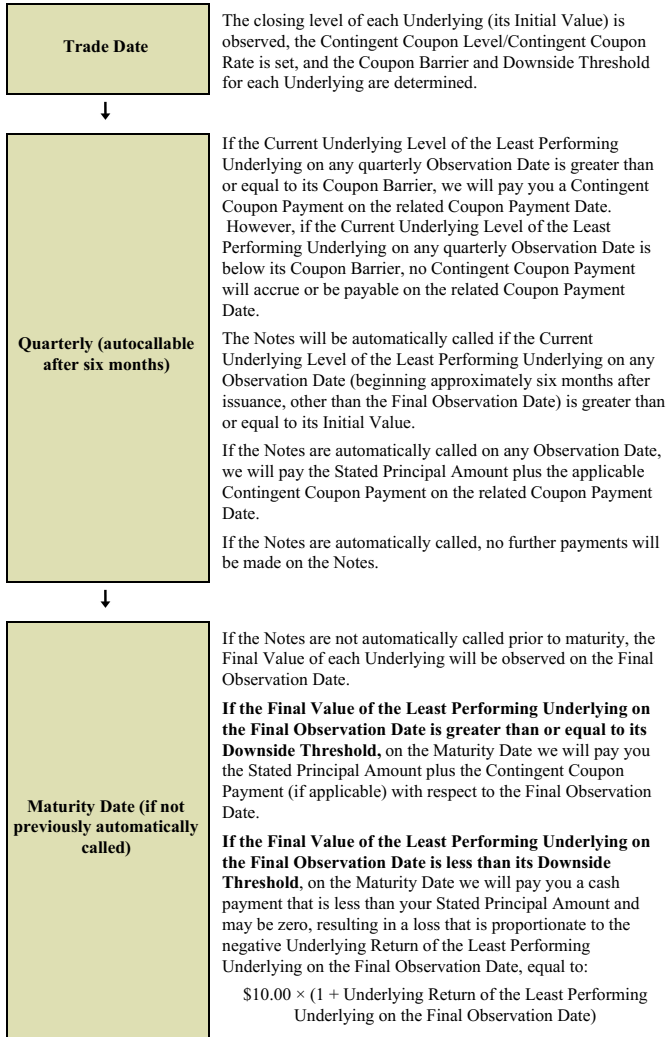 Trade Date
The closing level of each Underlying (its Initial Value) is
observed, the Contingent Coupon Level/Contingent Coupon
Rate is set, and the Coupon Barrier and Downside Threshold
for each Underlying are determined.
↓
Quarterly (autocallable
after six months)
If the Current Underlying Level of the Least Performing
Underlying on any quarterly Observation Date is greater than
or equal to its Coupon Barrier, we will pay you a Contingent
Coupon Payment on the related Coupon Payment Date.
However, if the Current Underlying Level of the Least
Performing Underlying on any quarterly Observation Date is
below its Coupon Barrier, no Contingent Coupon Payment
will accrue or be payable on the related Coupon Payment
Date.
The Notes will be automatically called if the Current
Underlying Level of the Least Performing Underlying on any
Observation Date (beginning approximately six months after
issuance, other than the Final Observation Date) is greater than
or equal to its Initial Value.
If the Notes are automatically called on any Observation Date,
we will pay the Stated Principal Amount plus the applicable
Contingent Coupon Payment on the related Coupon Payment
Date.
If the Notes are automatically called, no further payments will
be made on the Notes.
↓
Maturity Date (if not
previously automatically
called)
If the Notes are not automatically called prior to maturity, the
Final Value of each Underlying will be observed on the Final
Observation Date.
If the Final Value of the Least Performing Underlying on
the Final Observation Date is greater than or equal to its
Downside Threshold, on the Maturity Date we will pay you
the Stated Principal Amount plus the Contingent Coupon
Payment (if applicable) with respect to the Final Observation
Date.
If the Final Value of the Least Performing Underlying on
the Final Observation Date is less than its Downside
Threshold, on the Maturity Date we will pay you a cash
payment that is less than your Stated Principal Amount and
may be zero, resulting in a loss that is proportionate to the
negative Underlying Return of the Least Performing
Underlying on the Final Observation Date, equal to:
$10.00 × (1 + Underlying Return of the Least Performing
Underlying on the Final Observation Date)